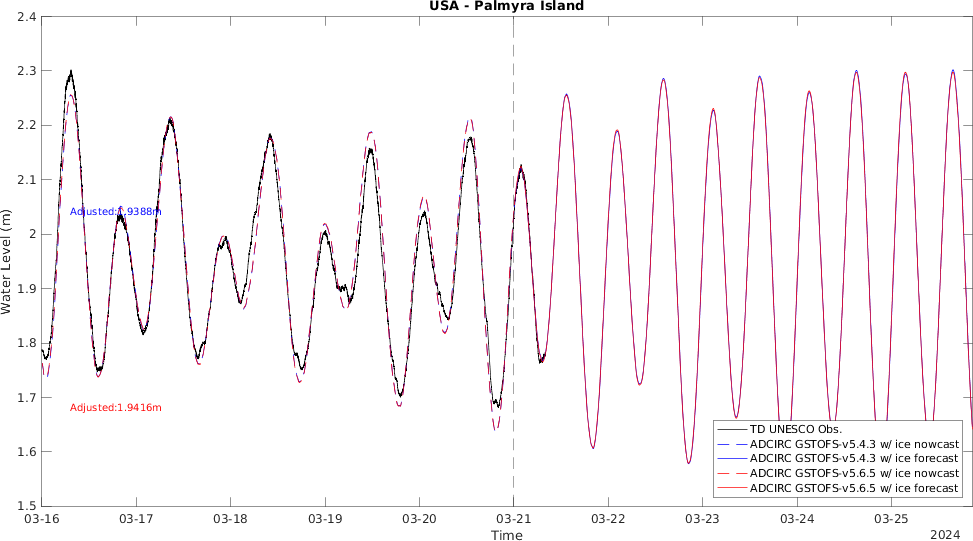 USA - Palmyra Island
2.4
2.3
2.2
2.1
2
1.9
1.8
1.7
1.6
1.5
Water Level (m)
Adjusted:1.9388m
Adjusted:1.9416m
TD UNESCO Obs.
ADCIRC GSTOFS-v5.4.3 w/ ice nowcast
ADCIRC GSTOFS-v5.4.3 w/ ice forecast
ADCIRC GSTOFS-v5.6.5 w/ ice nowcast
ADCIRC GSTOFS-v5.6.5 w/ ice forecast
03-16 03-17 03-18 03-19 03-20 03-21 03-22 03-23 03-24 03-25
Time
2024